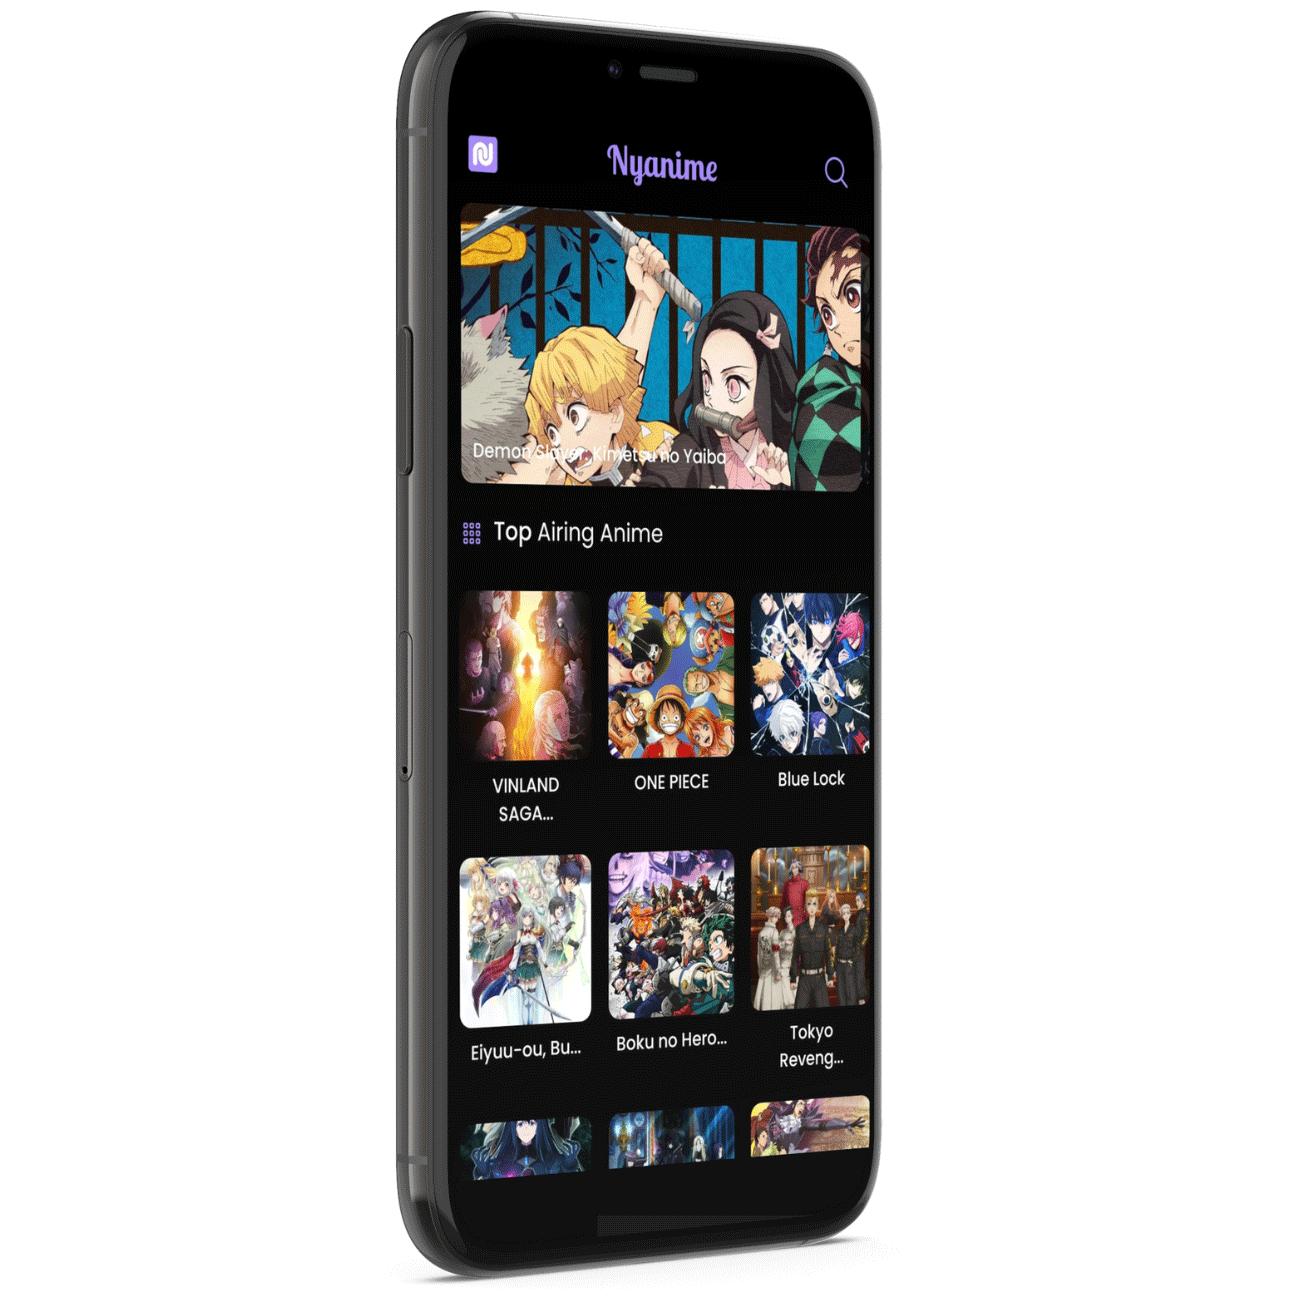 Nyanime
Demon Slayer: Kimetsu no Yaiba
Top Airing Anime
VINLAND
SAGA...
ONE PIECE
Blue Lock
Eiyuu-ou, Bu...
Boku no Hero...
Tokyo
Reveng...